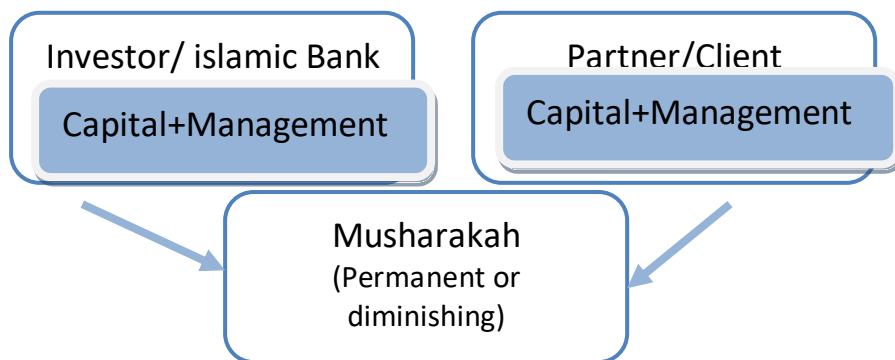 Investor/ islamic Bank
Capital+Management
Partner/Client
Capital+Management
Musharakah
(Permanent or
diminishing)